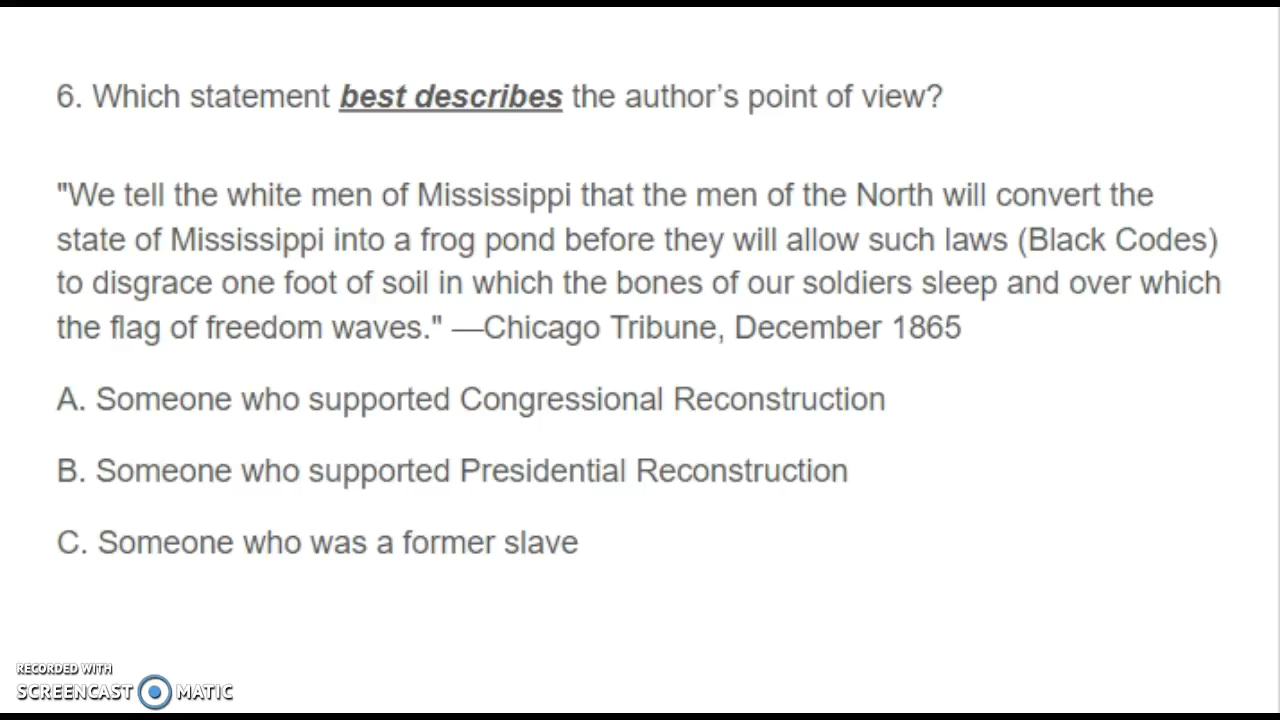 6. Which statement best describes the author’s point of view?
"We tell the white men of Mississippi that the men of the North will convert the
state of Mississippi into a frog pond before they will allow such laws (Black Codes)
to disgrace one foot of soil in which the bones of our soldiers sleep and over which
the flag of freedom waves." —Chicago Tribune, December 1865
A. Someone who supported Congressional Reconstruction
B. Someone who supported Presidential Reconstruction
C. Someone who was a former slave
RECORDED WITH
SCREENCAST MATIC